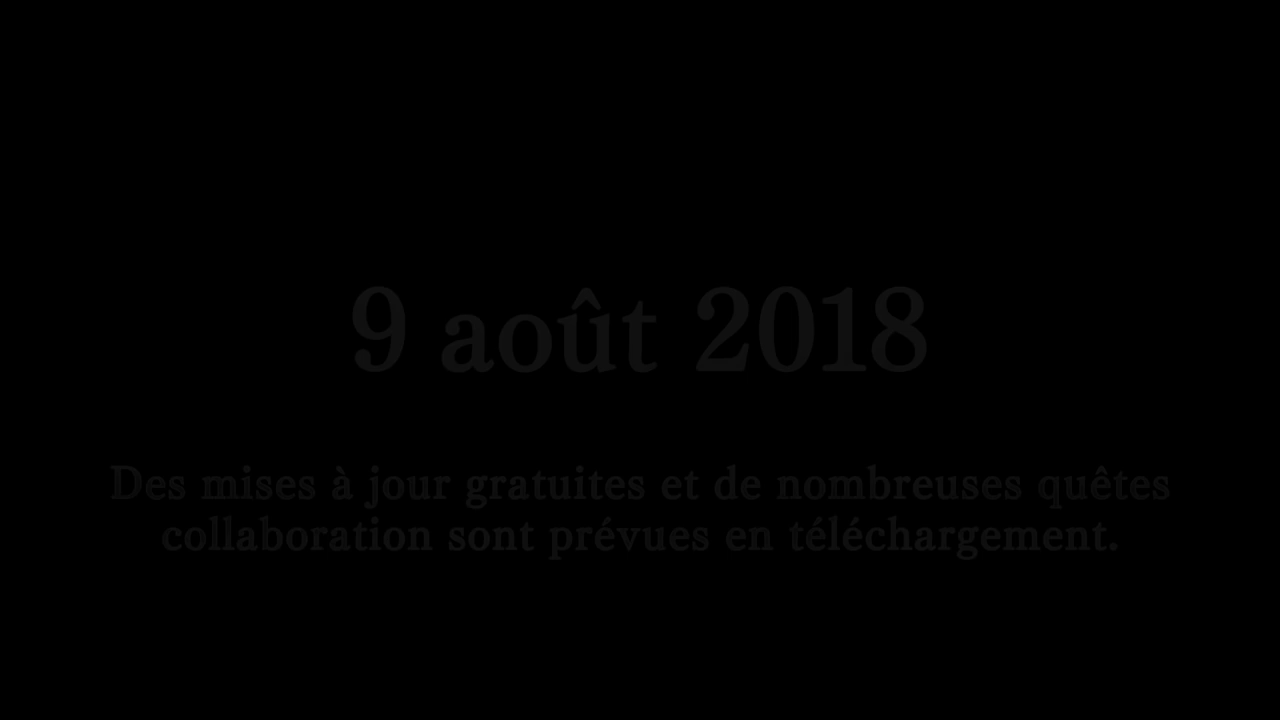 9 août 2018
Des mises à jour gratuites et de nombreuses quêtes
collaboration sont prévues en téléchargement.